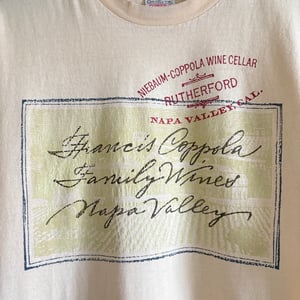 NIEBAUM-COPPOLA WINE CELLAR
RUTHERFORD
NAPA VALLEY, CAL.
Francis Coppola
Family Wines
Napa Valley